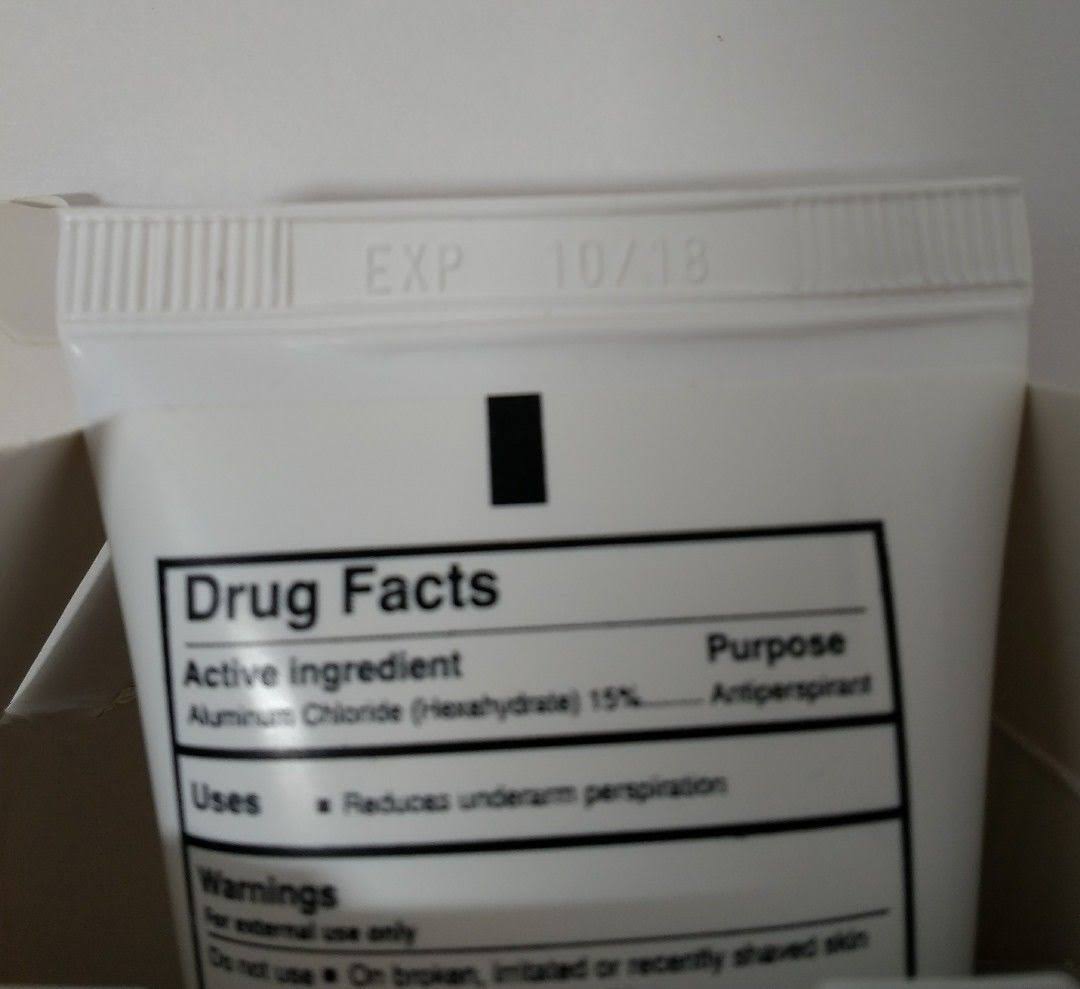 EXP 10/18
Drug Facts
Active ingredient Purpose
Aluminum Chloride (Hexahydrate) 15%........... Antiperspirant
Uses ▪ Reduces underarm perspiration
Warnings
For external use only
Do not use ▪ On broken, irritated or recently shaved skin